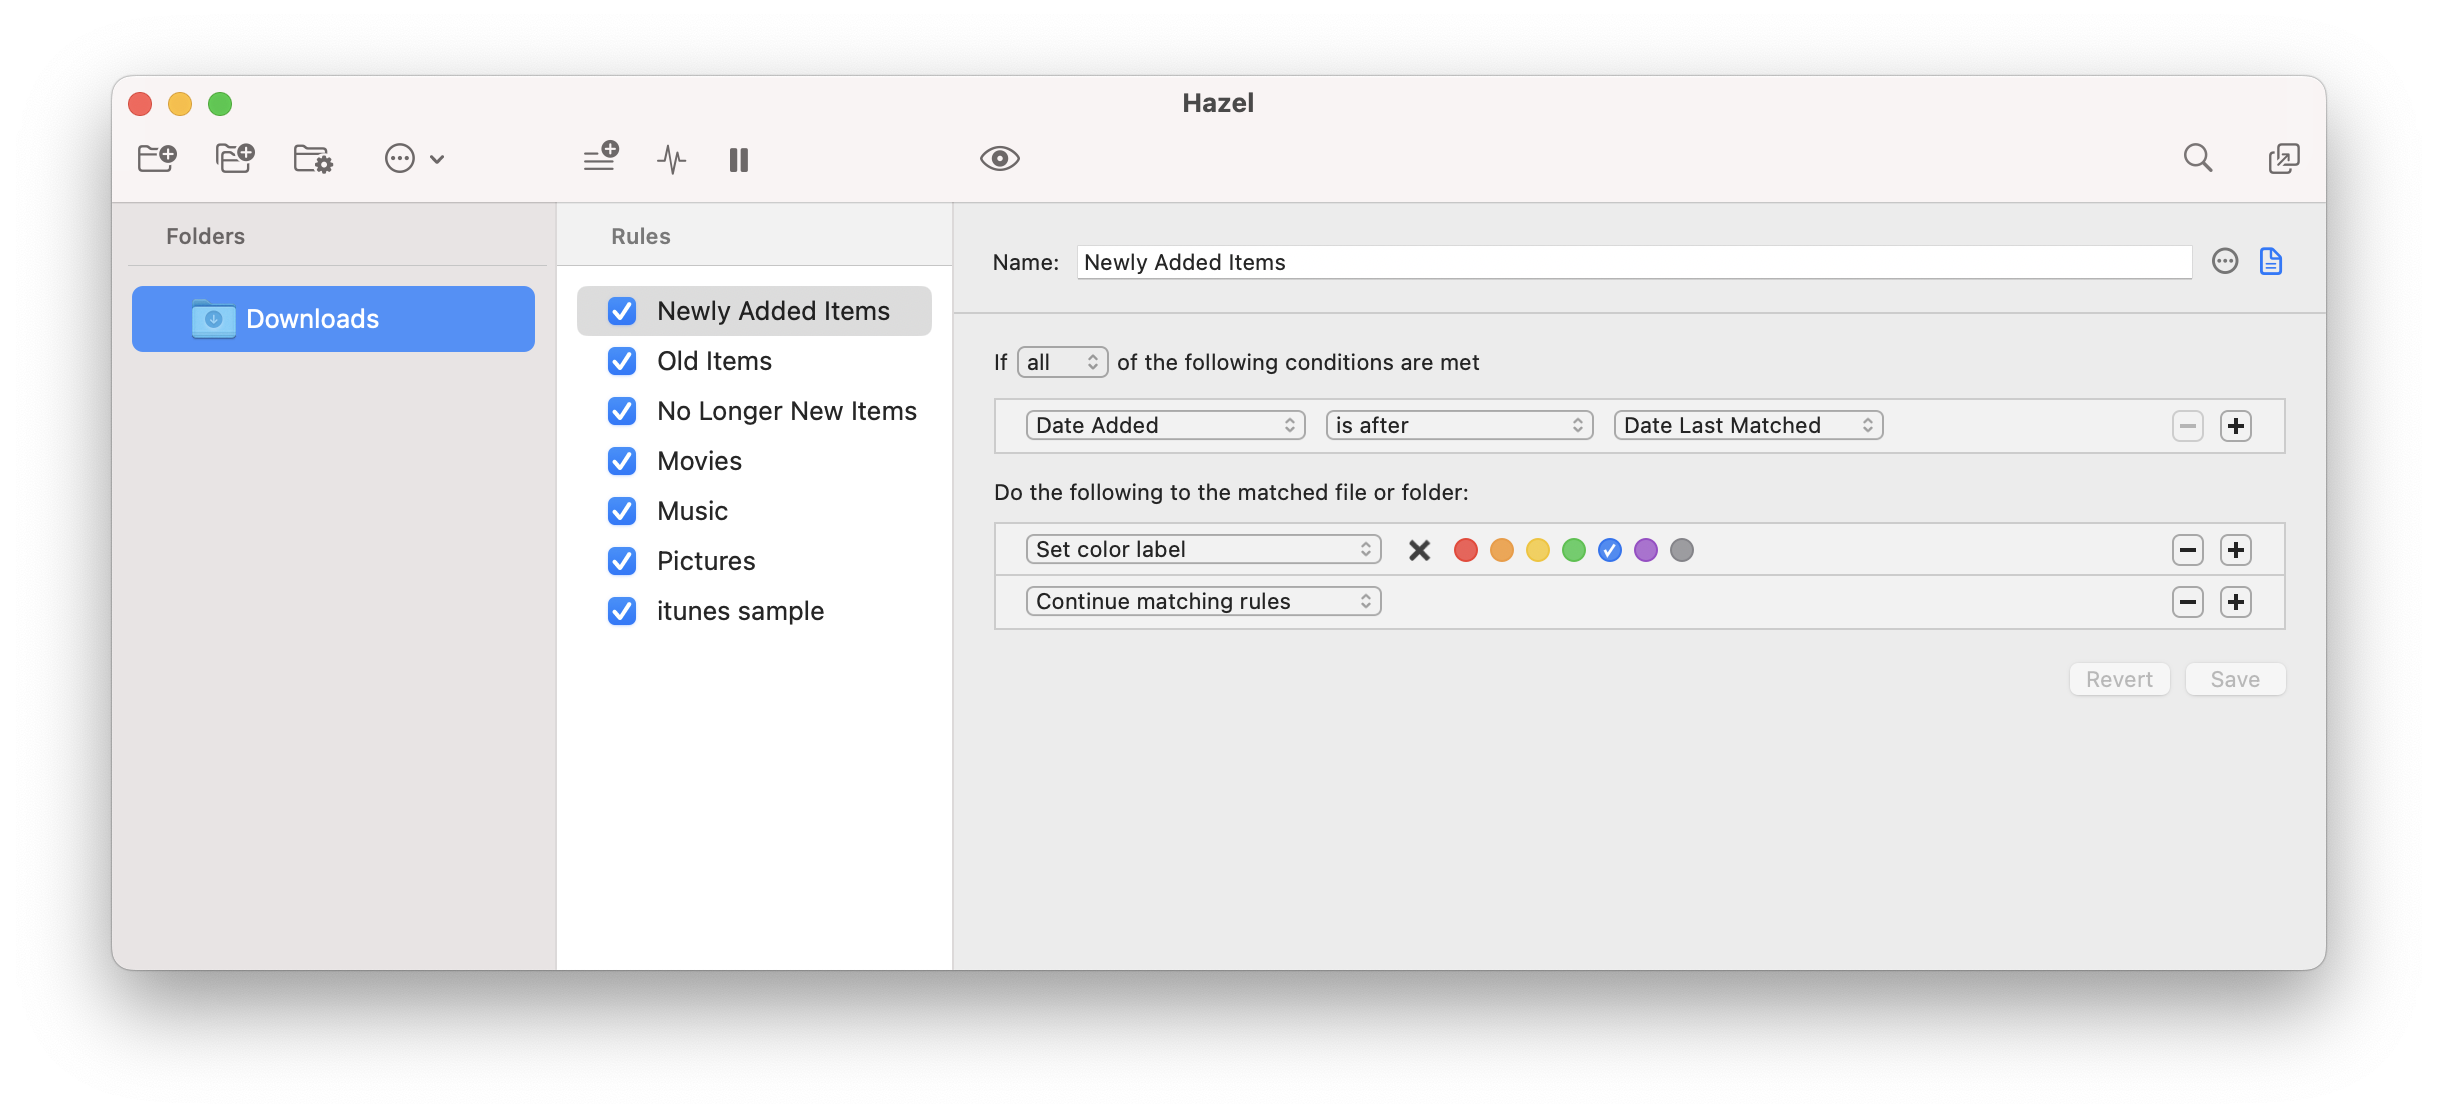 Hazel
Folders
Downloads
Rules
Newly Added Items
Old Items
No Longer New Items
Movies
Music
Pictures
itunes sample
Name: Newly Added Items
If all of the following conditions are met
Date Added is after Date Last Matched
Do the following to the matched file or folder:
Set color label
Continue matching rules
Revert Save